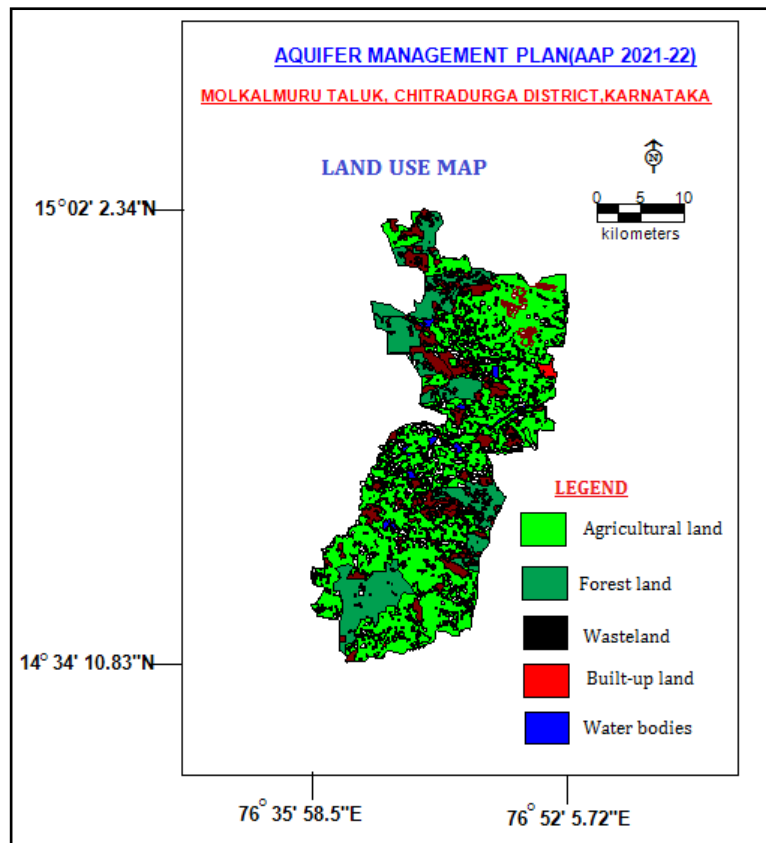 AQUIFER MANAGEMENT PLAN(AAP 2021-22)
MOLKALMURU TALUK, CHITRADURGA DISTRICT,KARNATAKA
LAND USE MAP
N
0 5 10
kilometers
15° 02' 2.34"N
LEGEND
Agricultural land
Forest land
Wasteland
Built-up land
Water bodies
14° 34' 10.83"N
76° 35' 58.5"E 76° 52' 5.72"E